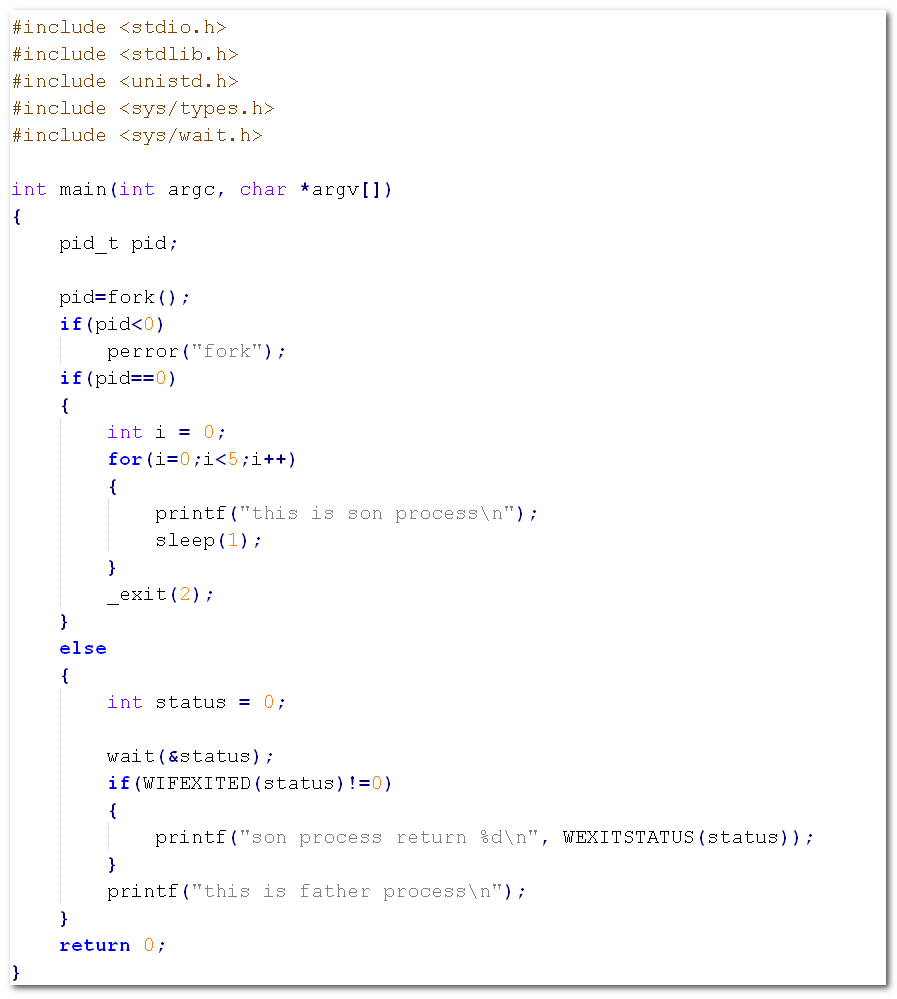 #include <stdio.h>
#include <stdlib.h>
#include <unistd.h>
#include <sys/types.h>
#include <sys/wait.h>

int main(int argc, char *argv[])
{
    pid_t pid;

    pid=fork();
    if(pid<0)
        perror("fork");
    if(pid==0)
    {
        int i = 0;
        for(i=0;i<5;i++)
        {
            printf("this is son process\n");
            sleep(1);
        }
        _exit(2);
    }
    else
    {
        int status = 0;

        wait(&status);
        if(WIFEXITED(status)!=0)
        {
            printf("son process return %d\n", WEXITSTATUS(status));
        }
        printf("this is father process\n");
    }
    return 0;
}